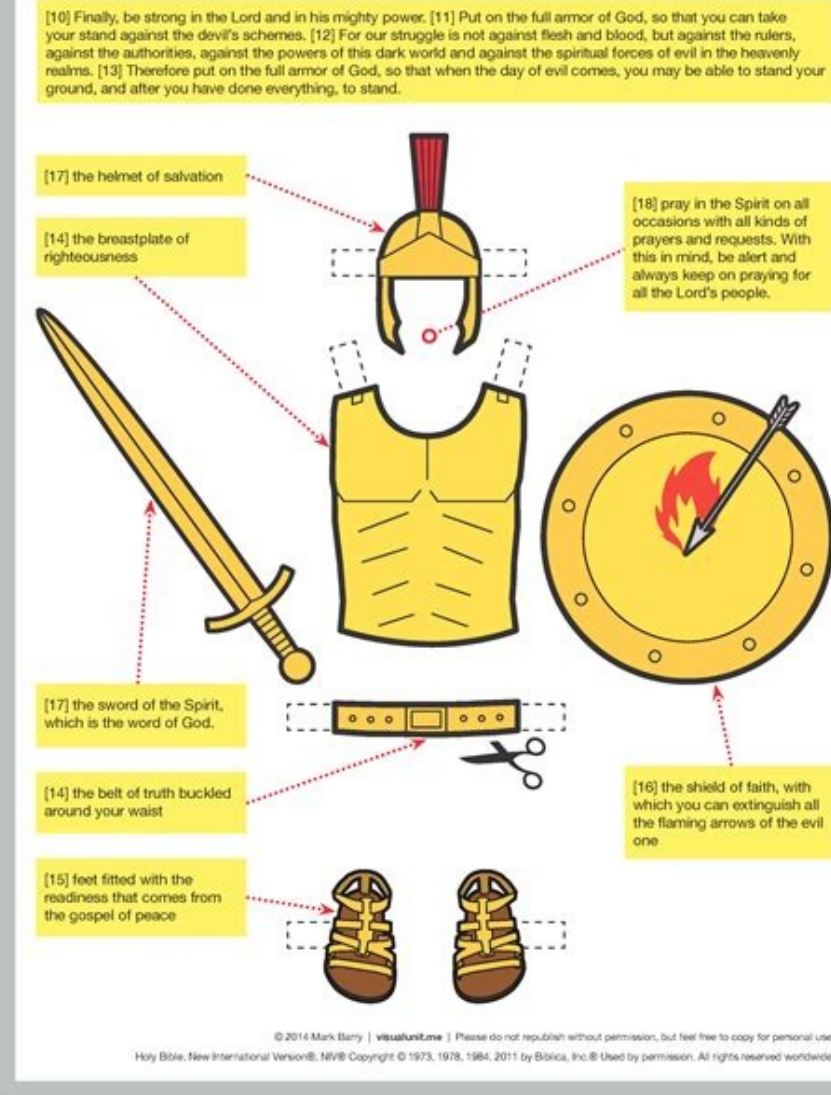 [10] Finally, be strong in the Lord and in his mighty power. [11] Put on the full armor of God, so that you can take
your stand against the devil's schemes. [12] For our struggle is not against flesh and blood, but against the rulers,
against the authorities, against the powers of this dark world and against the spiritual forces of evil in the heavenly
realms. [13] Therefore put on the full armor of God, so that when the day of evil comes, you may be able to stand your
ground, and after you have done everything, to stand.
[17] the helmet of salvation
[14] the breastplate of
righteousness
[18] pray in the Spirit on all
occasions with all kinds of
prayers and requests. With
this in mind, be alert and
always keep on praying for
all the Lord's people.
[17] the sword of the Spirit,
which is the word of God.
[14] the belt of truth buckled
around your waist
[16] the shield of faith, with
which you can extinguish all
the flaming arrows of the evil
one
[15] feet fitted with the
readiness that comes from
the gospel of peace
© 2014 Mark Barry | visualunit.me | Please do not republish without permission, but feel free to copy for personal use
Holy Bible, New International Version®, NIV® Copyright © 1973, 1978, 1984, 2011 by Biblica, Inc.® Used by permission. All rights reserved worldwide